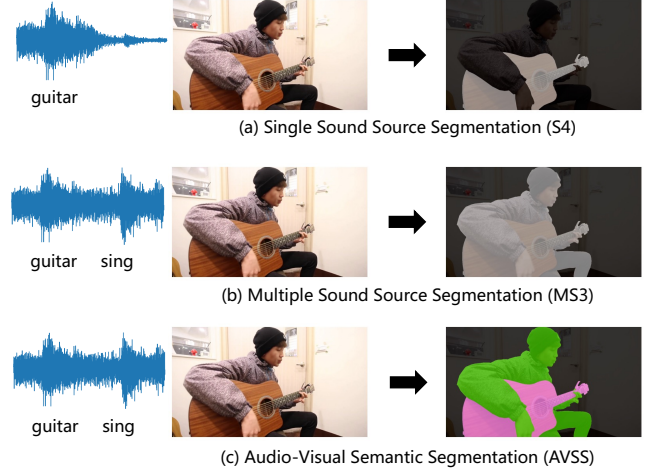 guitar
(a) Single Sound Source Segmentation (S4)
guitar sing
(b) Multiple Sound Source Segmentation (MS3)
guitar sing
(c) Audio-Visual Semantic Segmentation (AVSS)